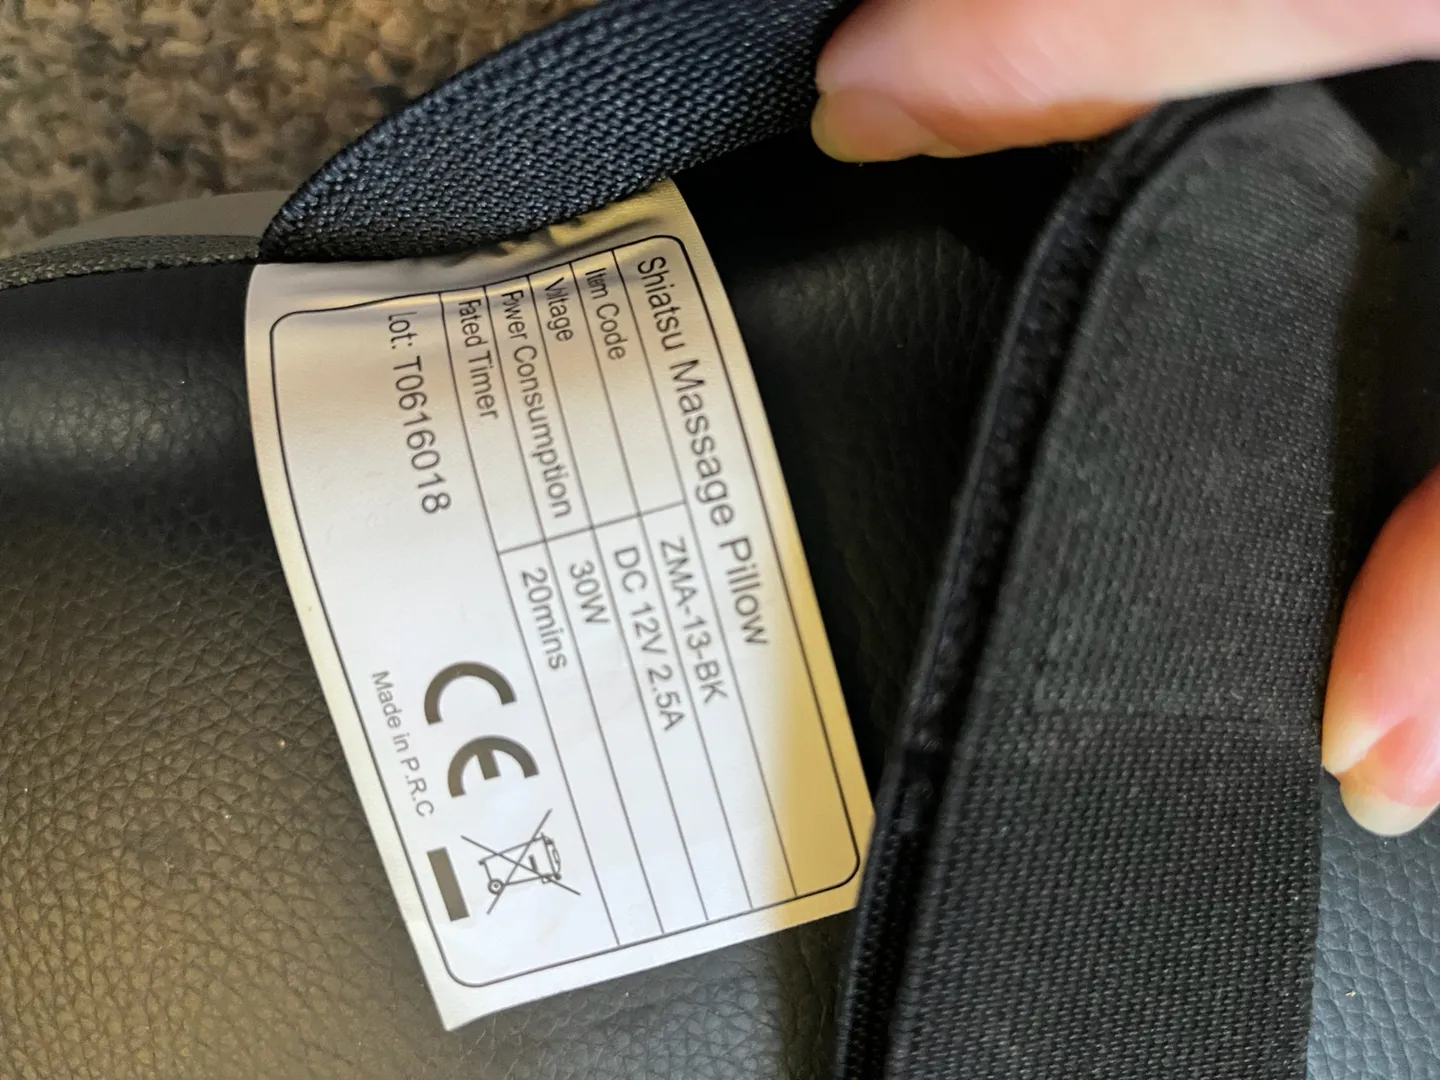 Shiatsu Massage Pillow
Item Code ZMA-13-BK
Voltage DC 12V 2.5A
Power Consumption 30W
Rated Timer 20mins
Lot: T0616018
CE
Made in P.R.C